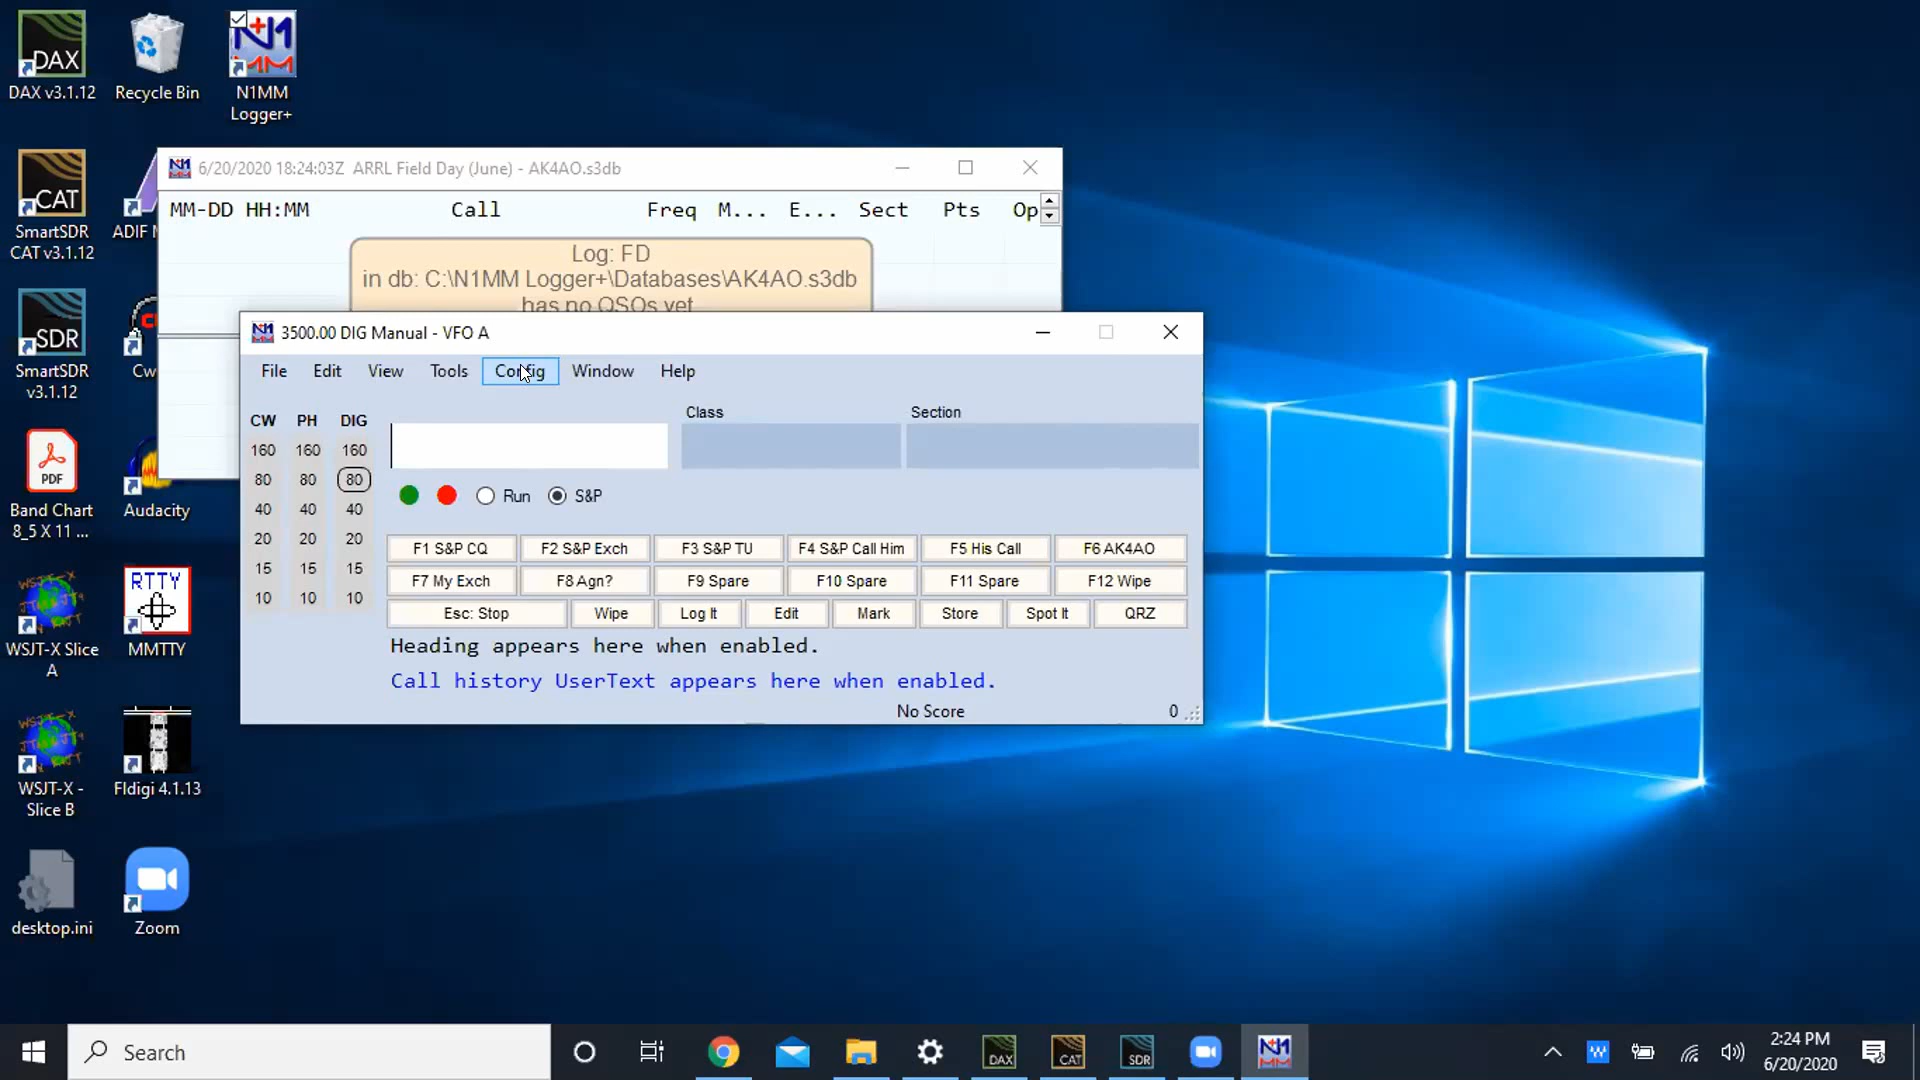 DAX
DAX v3.1.12
Recycle Bin
N1MM
Logger+
CAT
SmartSDR
CAT v3.1.12
ADIF
SDR
SmartSDR
v3.1.12
Cw
PDF
Band Chart
8_5 X 11 ...
Audacity
WSJT-X Slice
A
RTTY
MMTTY
WSJT-X -
Slice B
Fldigi 4.1.13
desktop.ini
Zoom
6/20/2020 18:24:03Z ARRL Field Day (June) - AK4AO.s3db
MM-DD HH:MM Call Freq M... E... Sect Pts Op
Log: FD
in db: C:\N1MM Logger+\Databases\AK4AO.s3db
has no QSOs yet
3500.00 DIG Manual - VFO A
File Edit View Tools Config Window Help
CW PH DIG
Class Section
160 160 160
80 80 80
40 40 40
20 20 20
15 15 15
10 10 10
Run S&P
F1 S&P CQ F2 S&P Exch F3 S&P TU F4 S&P Call Him F5 His Call F6 AK4AO
F7 My Exch F8 Agn? F9 Spare F10 Spare F11 Spare F12 Wipe
Esc: Stop Wipe Log It Edit Mark Store Spot It QRZ
Heading appears here when enabled.
Call history UserText appears here when enabled.
No Score 0
Search
DAX CAT SDR
2:24 PM
6/20/2020